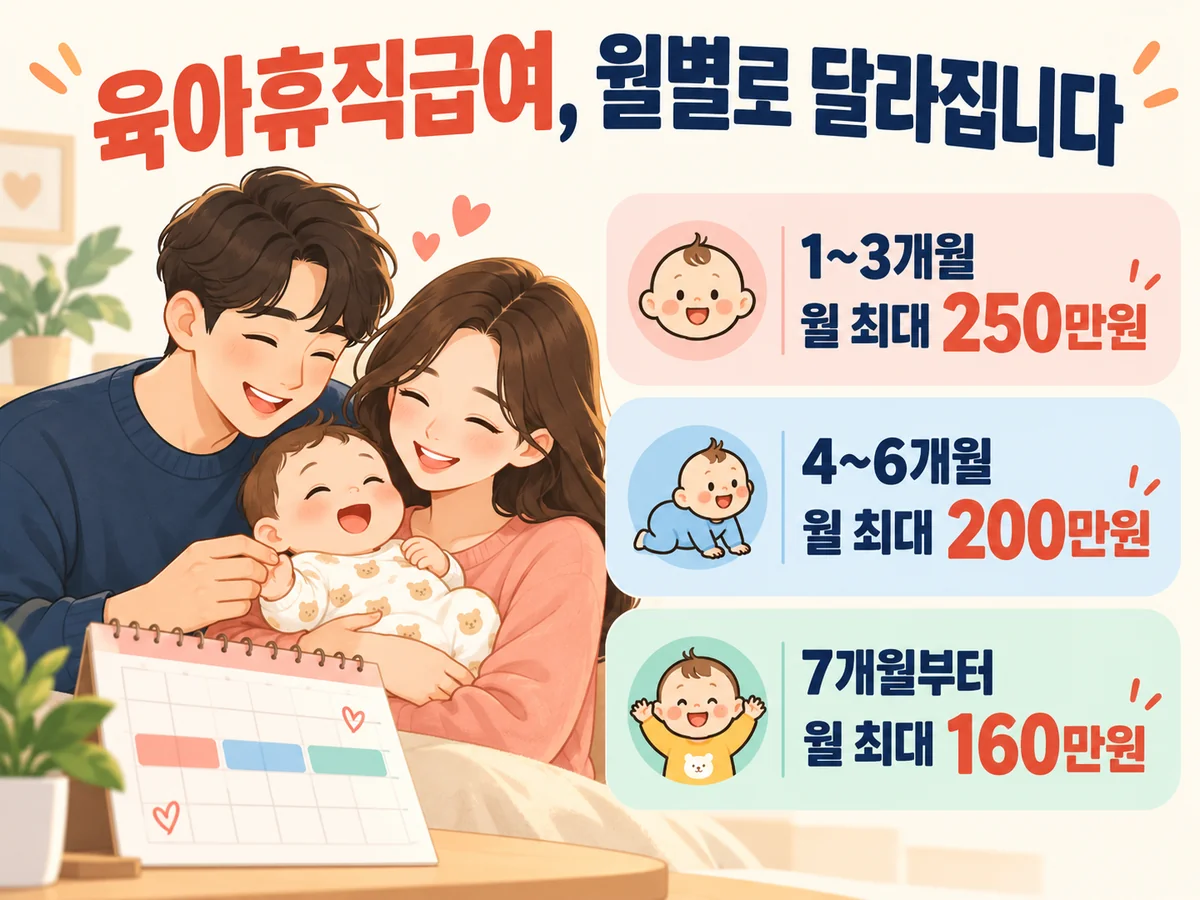 육아휴직급여, 월별로 달라집니다
1~3개월
월 최대 250만원
4~6개월
월 최대 200만원
7개월부터
월 최대 160만원